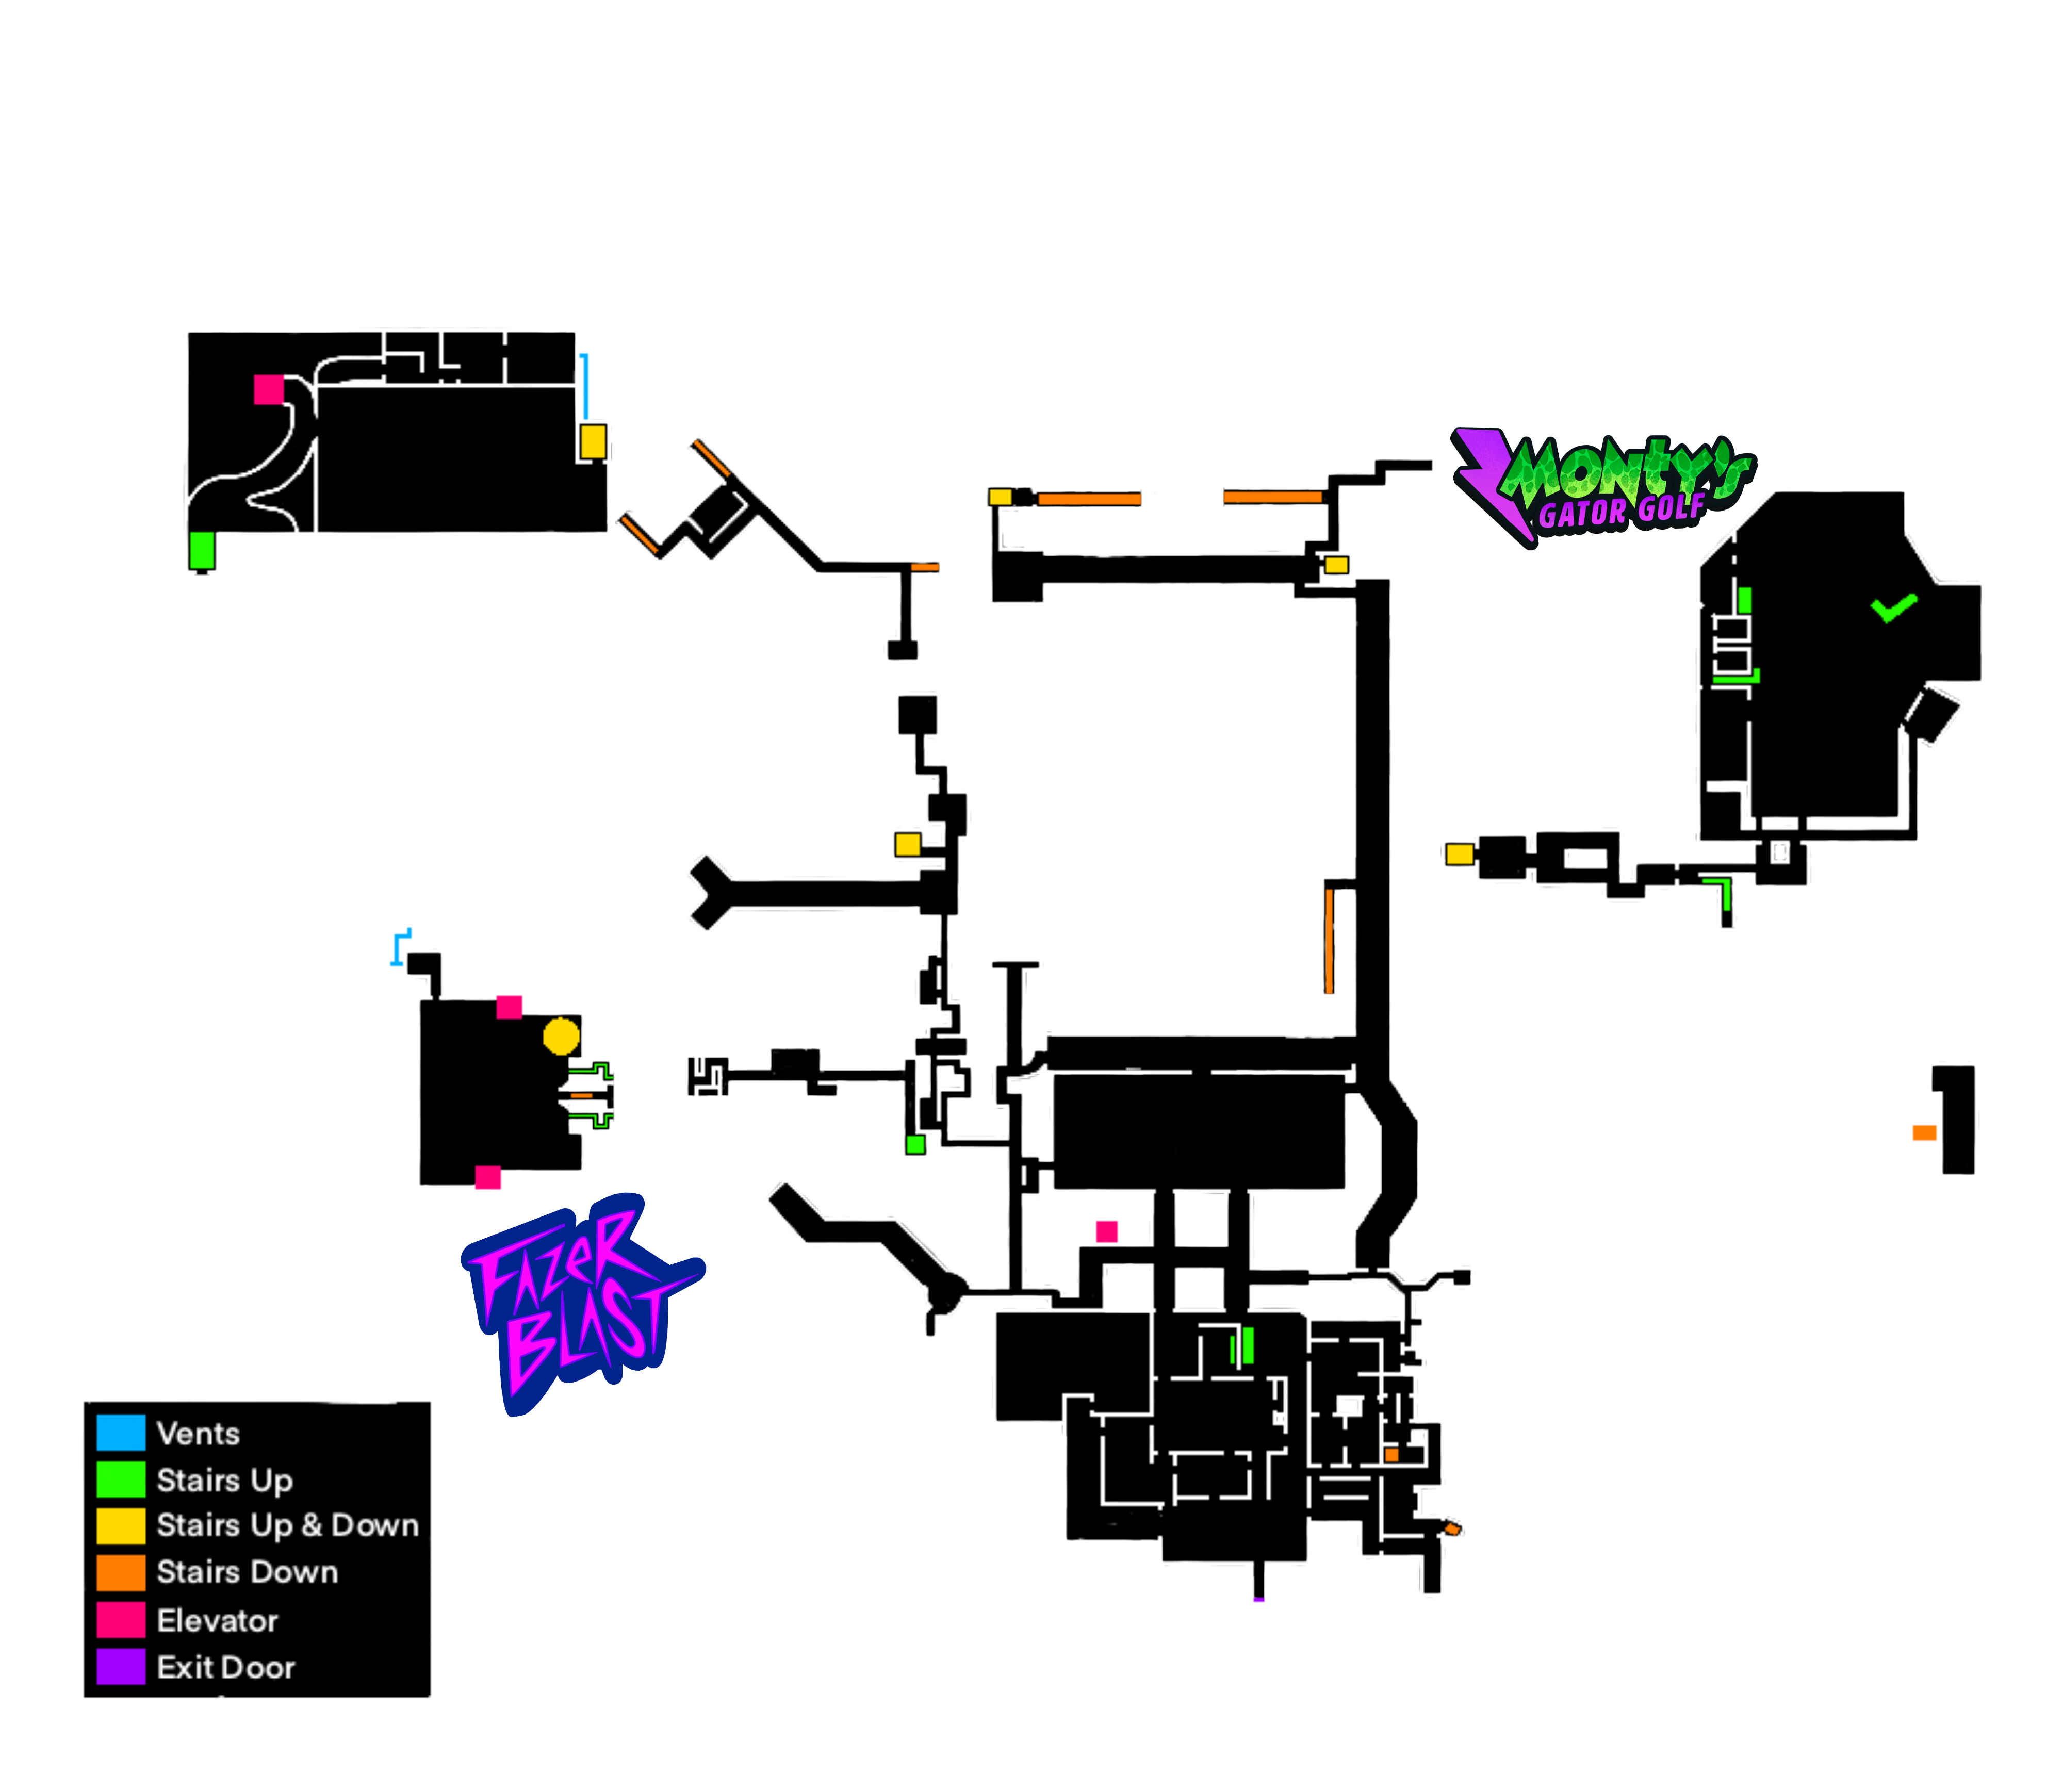 MONTY'S
GATOR GOLF
FAZER
BLAST
Vents
Stairs Up
Stairs Up & Down
Stairs Down
Elevator
Exit Door